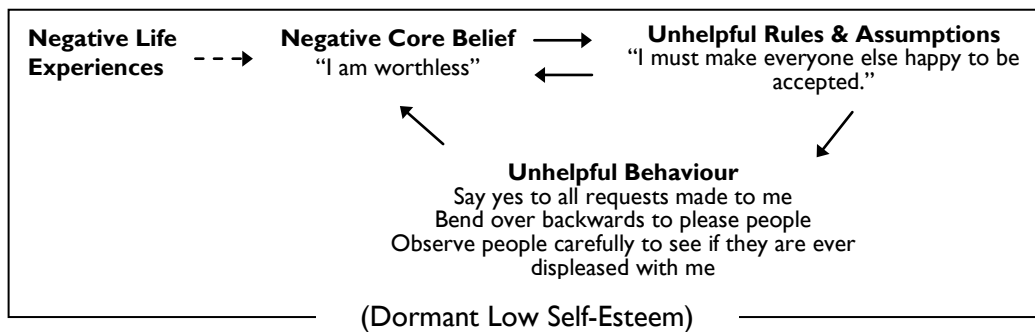 Negative Life
Experiences
Negative Core Belief
“I am worthless”
Unhelpful Rules & Assumptions
“I must make everyone else happy to be
accepted.”
Unhelpful Behaviour
Say yes to all requests made to me
Bend over backwards to please people
Observe people carefully to see if they are ever
displeased with me
(Dormant Low Self-Esteem)